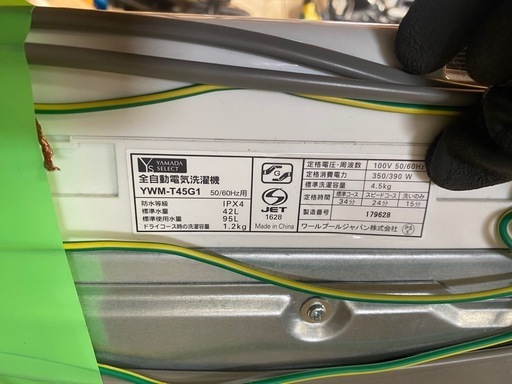 YS YAMADA SELECT
全自動電気洗濯機
YWM-T45G1 50/60Hz用
防水等級 IPX4
標準水量 42L
標準使用水量 95L
ドライコース時の洗濯容量 1.2kg
S JET
1628
Made in China
定格電圧・周波数 100V 50/60Hz
定格消費電力 350/390 W
標準洗濯容量 4.5kg
定格時間 標準コース スピードコース 洗いのみ
34分 24分 15分
製造番号 179628
ワールプールジャパン株式会社 PSE